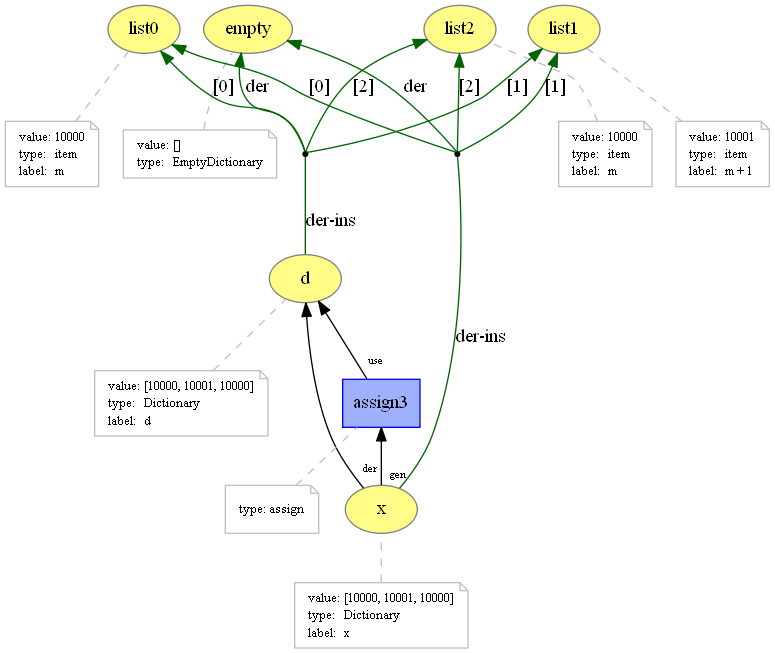 list0
empty
list2
list1
[0]
der
[0]
[2]
der
[2]
[1]
[1]
value: 10000
type: item
label: m
value: []
type: EmptyDictionary
value: 10000
type: item
label: m
value: 10001
type: item
label: m + 1
der-ins
d
der-ins
use
value: [10000, 10001, 10000]
type: Dictionary
label: d
assign3
der
gen
type: assign
x
value: [10000, 10001, 10000]
type: Dictionary
label: x